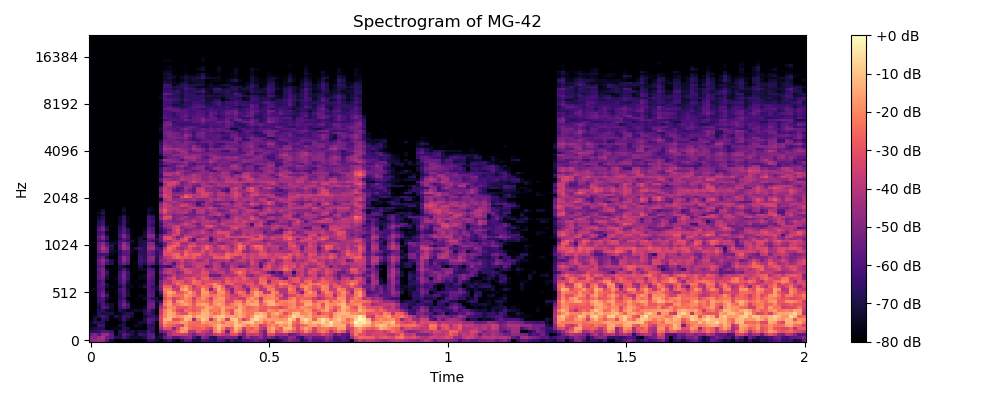 Spectrogram of MG-42
Hz
16384
8192
4096
2048
1024
512
0
0
0.5
1
1.5
2
Time
+0 dB
-10 dB
-20 dB
-30 dB
-40 dB
-50 dB
-60 dB
-70 dB
-80 dB